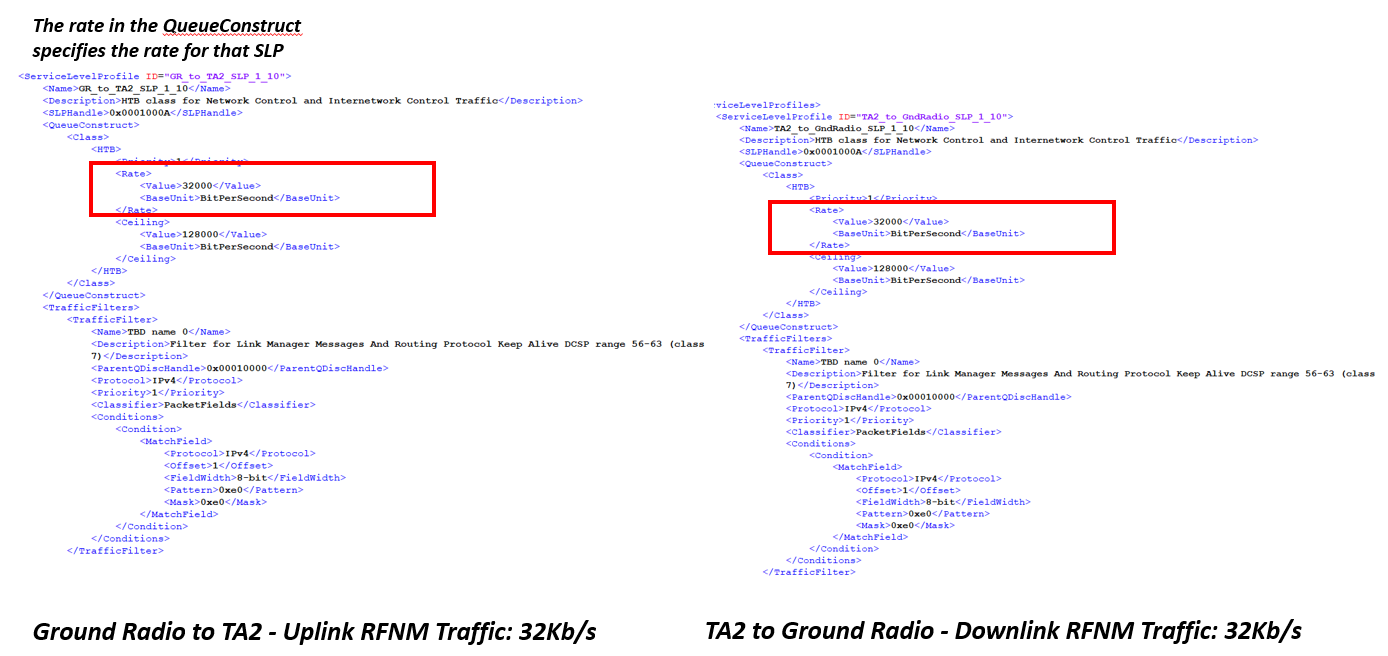 The rate in the QueueConstruct
specifies the rate for that SLP
<ServiceLevelProfile ID="GR_to_TA2_SLP_1_10">
<Name>GR_to_TA2_SLP_1_10</Name>
<Description>HTB class for Network Control and Internetwork Control Traffic</Description>
<SLPHandle>0x0001000A</SLPHandle>
<QueueConstruct>
<Class>
<HTB>
<Priority>1</Priority>
<Rate>
<Value>32000</Value>
<BaseUnit>BitPerSecond</BaseUnit>
</Rate>
<Ceiling>
<Value>128000</Value>
<BaseUnit>BitPerSecond</BaseUnit>
</Ceiling>
</HTB>
</Class>
</QueueConstruct>
<TrafficFilters>
<TrafficFilter>
<Name>TBD name 0</Name>
<Description>Filter for Link Manager Messages And Routing Protocol Keep Alive DCSP range 56-63 (class
7)</Description>
<ParentQDiscHandle>0x00010000</ParentQDiscHandle>
<Protocol>IPv4</Protocol>
<Priority>1</Priority>
<Classifier>PacketFields</Classifier>
<Conditions>
<Condition>
<MatchField>
<Protocol>IPv4</Protocol>
<Offset>1</Offset>
<FieldWidth>8-bit</FieldWidth>
<Pattern>0xe0</Pattern>
<Mask>0xe0</Mask>
</MatchField>
</Condition>
</Conditions>
</TrafficFilter>
Ground Radio to TA2 - Uplink RFNM Traffic: 32Kb/s
viceLevelProfiles>
<ServiceLevelProfile ID="TA2_to_GndRadio_SLP_1_10">
<Name>TA2_to_GndRadio_SLP_1_10</Name>
<Description>HTB class for Network Control and Internetwork Control Traffic</Description>
<SLPHandle>0x0001000A</SLPHandle>
<QueueConstruct>
<Class>
<HTB>
<Priority>1</Priority>
<Rate>
<Value>32000</Value>
<BaseUnit>BitPerSecond</BaseUnit>
</Rate>
<Ceiling>
<Value>128000</Value>
<BaseUnit>BitPerSecond</BaseUnit>
</Ceiling>
</HTB>
</Class>
</QueueConstruct>
<TrafficFilters>
<TrafficFilter>
<Name>TBD name 0</Name>
<Description>Filter for Link Manager Messages And Routing Protocol Keep Alive DCSP range 56-63 (class
7)</Description>
<ParentQDiscHandle>0x00010000</ParentQDiscHandle>
<Protocol>IPv4</Protocol>
<Priority>1</Priority>
<Classifier>PacketFields</Classifier>
<Conditions>
<Condition>
<MatchField>
<Protocol>IPv4</Protocol>
<Offset>1</Offset>
<FieldWidth>8-bit</FieldWidth>
<Pattern>0xe0</Pattern>
<Mask>0xe0</Mask>
</MatchField>
</Condition>
</Conditions>
</TrafficFilter>
TA2 to Ground Radio - Downlink RFNM Traffic: 32Kb/s